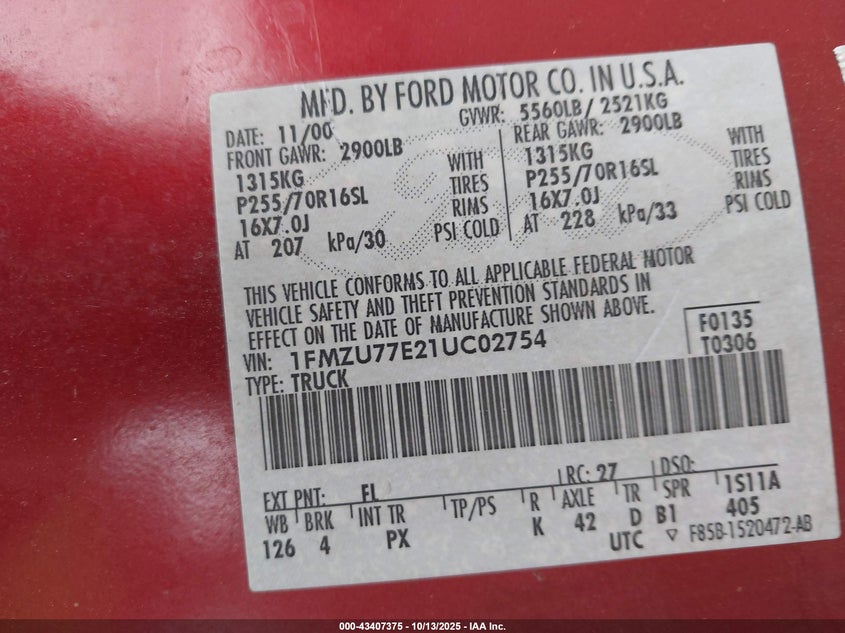 MFD. BY FORD MOTOR CO. IN U.S.A.
DATE: 11/00 GVWR: 5560LB/ 2521KG
FRONT GAWR: 2900LB REAR GAWR: 2900LB
1315KG WITH 1315KG WITH
P255/70R16SL TIRES P255/70R16SL TIRES
16X7.0J RIMS 16X7.0J RIMS
AT 207 kPa/30 PSI COLD AT 228 kPa/33 PSI COLD
THIS VEHICLE CONFORMS TO ALL APPLICABLE FEDERAL MOTOR
VEHICLE SAFETY AND THEFT PREVENTION STANDARDS IN
EFFECT ON THE DATE OF MANUFACTURE SHOWN ABOVE.
VIN: 1FMZU77E21UC02754 F0135
TYPE: TRUCK T0306
EXT PNT: FL RC: 27 DSO:
WB BRK INT TR TP/PS R AXLE TR SPR 1S11A
126 4 PX K 42 D B1 405
UTC ▽ F85B-1520472-AB
000-43407375 | 10/13/2025 | IAA Inc.